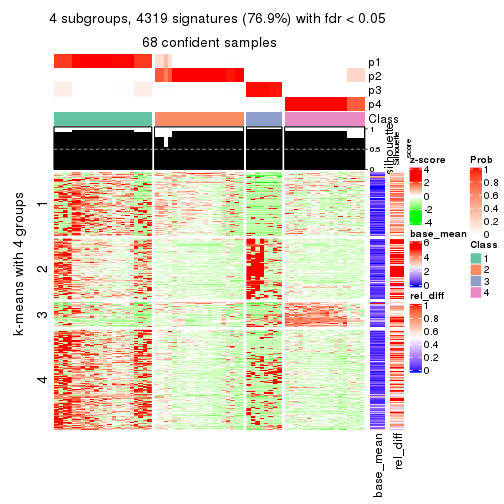 4 subgroups, 4319 signatures (76.9%) with fdr < 0.05
68 confident samples
p1
p2
p3
p4
Class
1
0.5
0
silhouette
Silhouette
score
k-means with 4 groups
1
2
3
4
base_mean
rel_diff
z-score
4
2
0
-2
-4
base_mean
6
4
2
0
rel_diff
1
0.8
0.6
0.4
0.2
0
Prob
1
0.8
0.6
0.4
0.2
0
Class
1
2
3
4